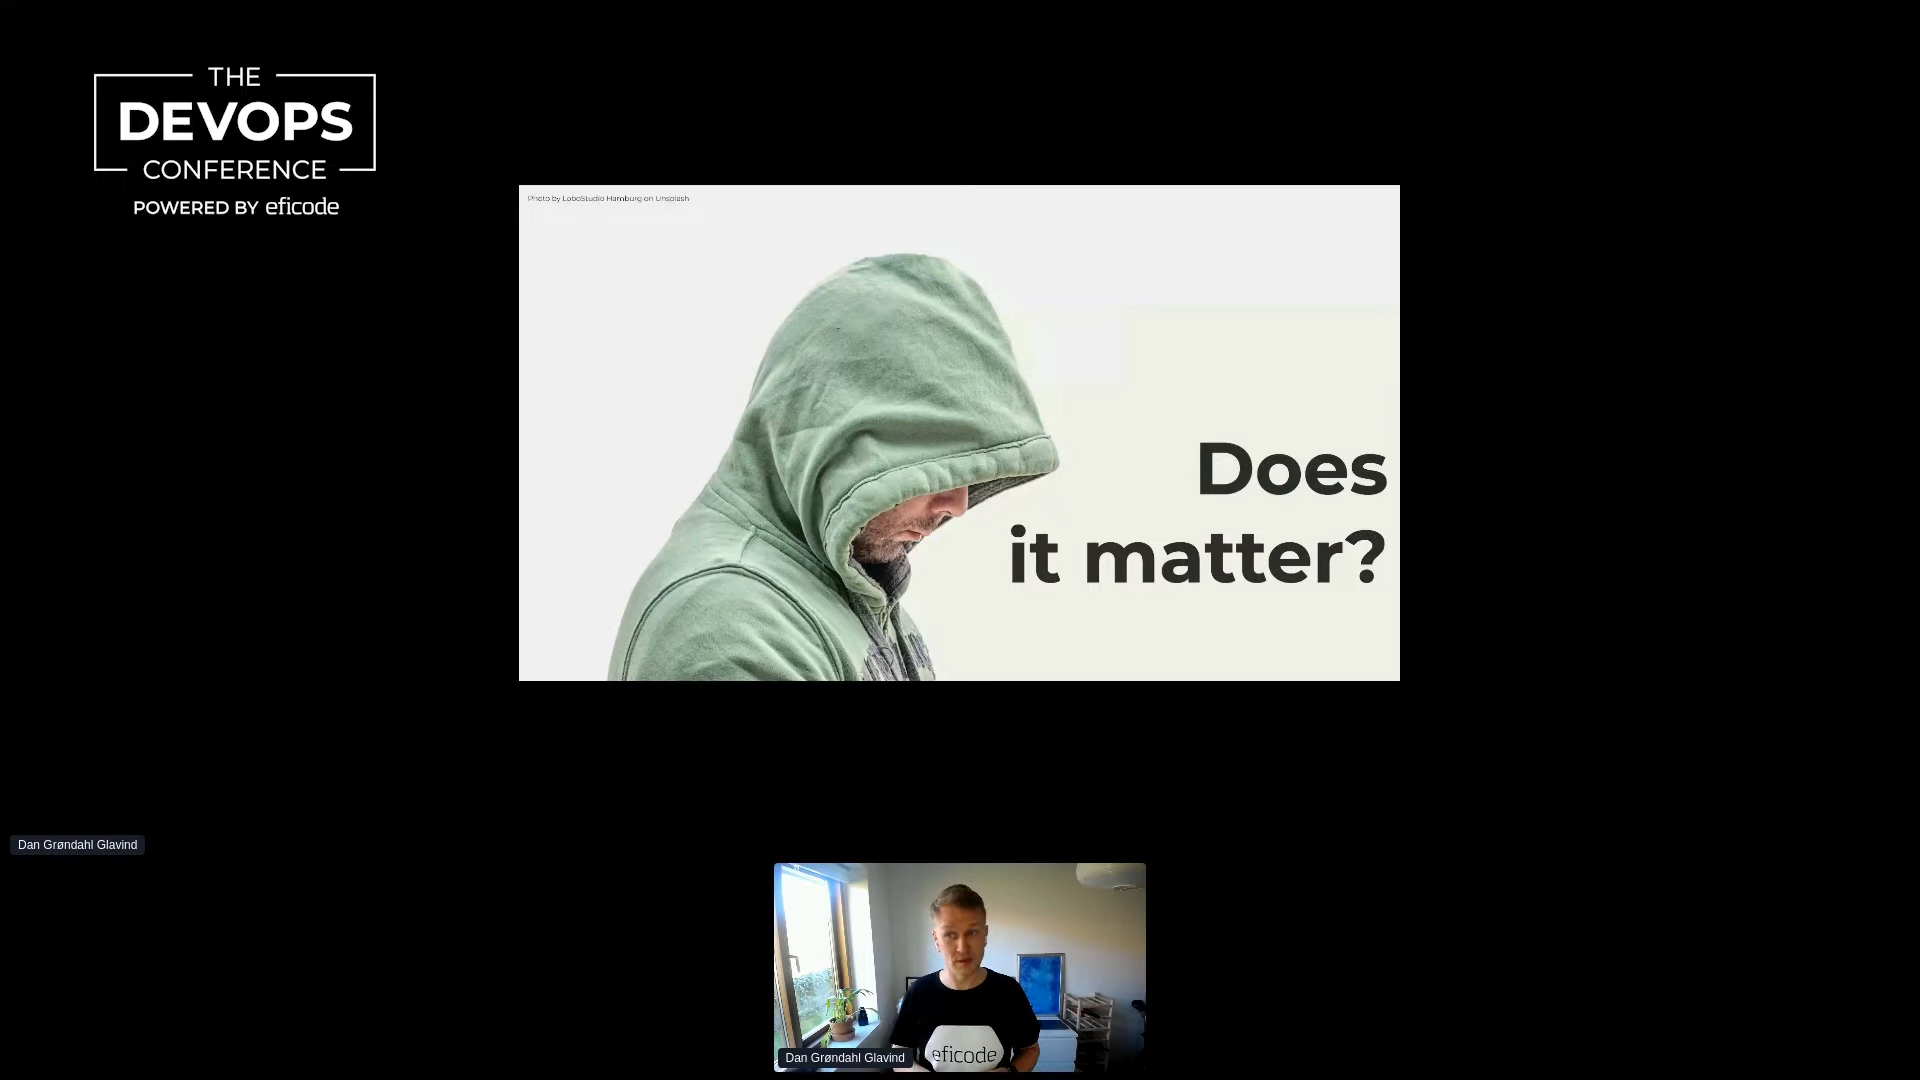 THE
DEVOPS
CONFERENCE
POWERED BY eficode
Photo by LoboStudio Hamburg on Unsplash
Does
it matter?
Dan Grøndahl Glavind
eficode
Dan Grøndahl Glavind